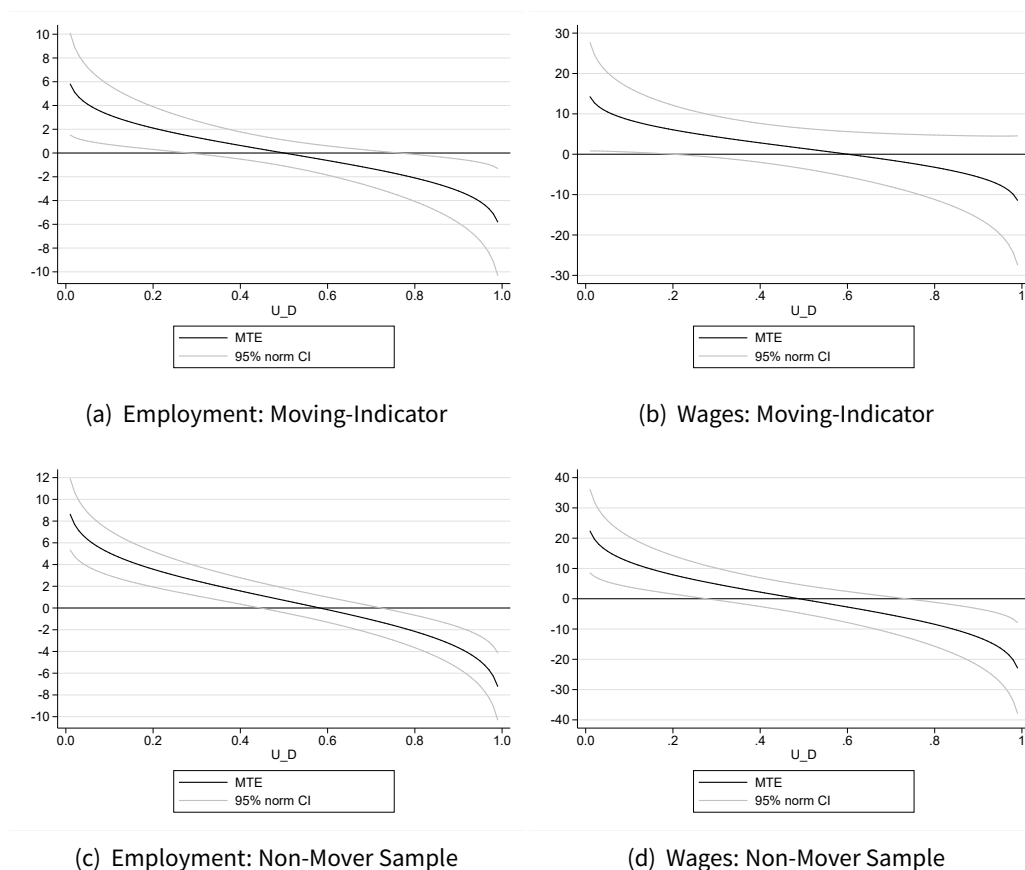 10
8
6
4
2
0
-2
-4
-6
-8
-10
0.0 0.2 0.4 0.6 0.8 1.0
U_D
MTE
95% norm CI
(a) Employment: Moving-Indicator
30
20
10
0
-10
-20
-30
0.0 0.2 .4 .6 .8 1
U_D
MTE
95% norm CI
(b) Wages: Moving-Indicator
12
10
8
6
4
2
0
-2
-4
-6
-8
-10
0.0 0.2 0.4 0.6 0.8 1.0
U_D
MTE
95% norm CI
(c) Employment: Non-Mover Sample
40
30
20
10
0
-10
-20
-30
-40
0.0 0.2 .4 .6 .8 1
U_D
MTE
95% norm CI
(d) Wages: Non-Mover Sample